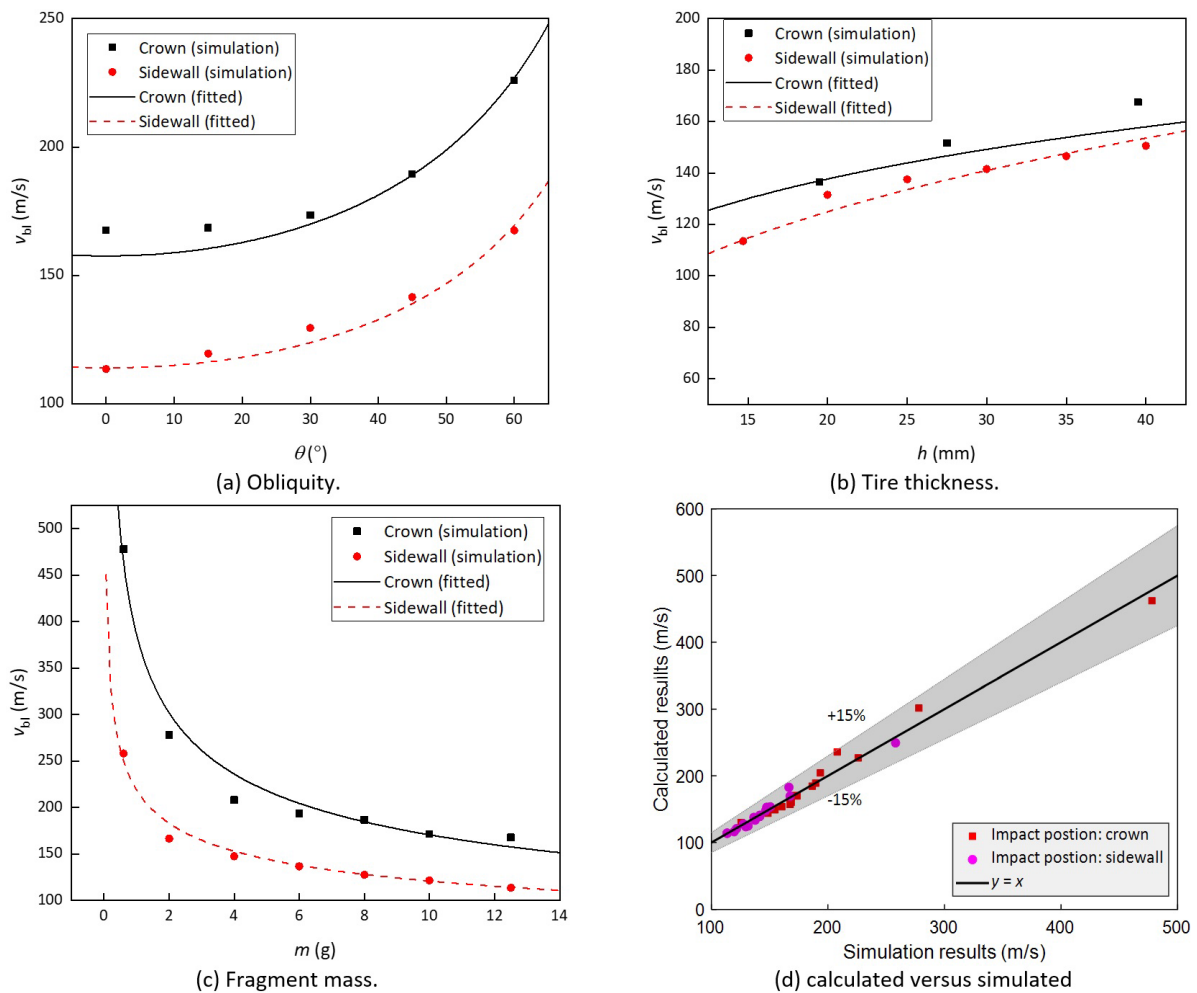 250
200
150
100
v_bl (m/s)
Crown (simulation)
Sidewall (simulation)
Crown (fitted)
Sidewall (fitted)
0 10 20 30 40 50 60
θ (°)
(a) Obliquity.
200
180
160
140
120
100
80
60
v_bl (m/s)
Crown (simulation)
Sidewall (simulation)
Crown (fitted)
Sidewall (fitted)
15 20 25 30 35 40
h (mm)
(b) Tire thickness.
500
450
400
350
300
250
200
150
100
v_bl (m/s)
Crown (simulation)
Sidewall (simulation)
Crown (fitted)
Sidewall (fitted)
0 2 4 6 8 10 12 14
m (g)
(c) Fragment mass.
600
500
400
300
200
100
0
Calculated results (m/s)
+15%
-15%
Impact postion: crown
Impact postion: sidewall
y = x
100 200 300 400 500
Simulation results (m/s)
(d) calculated versus simulated